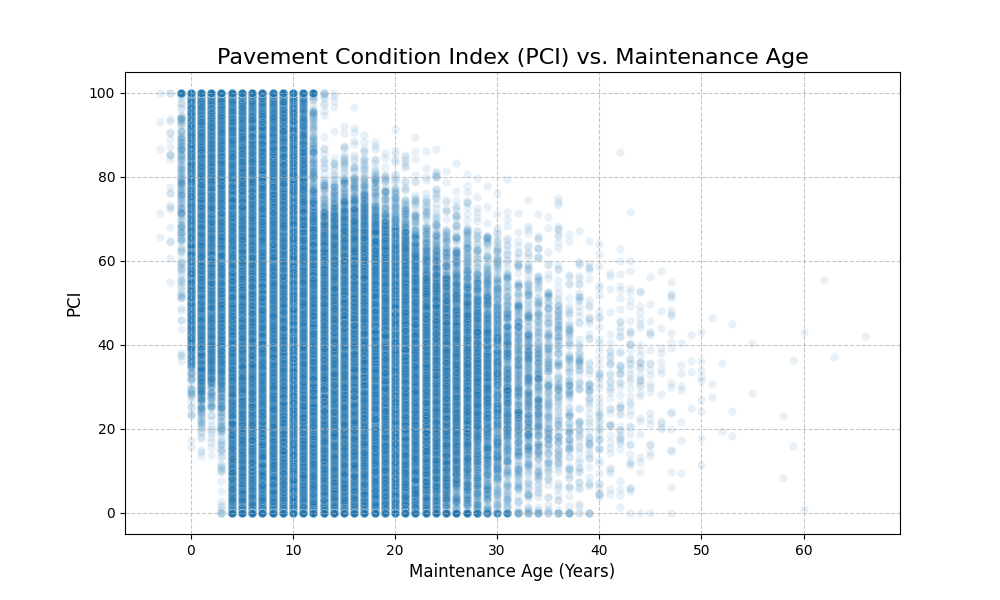 Pavement Condition Index (PCI) vs. Maintenance Age
100
80
60
40
20
0
PCI
0 10 20 30 40 50 60
Maintenance Age (Years)